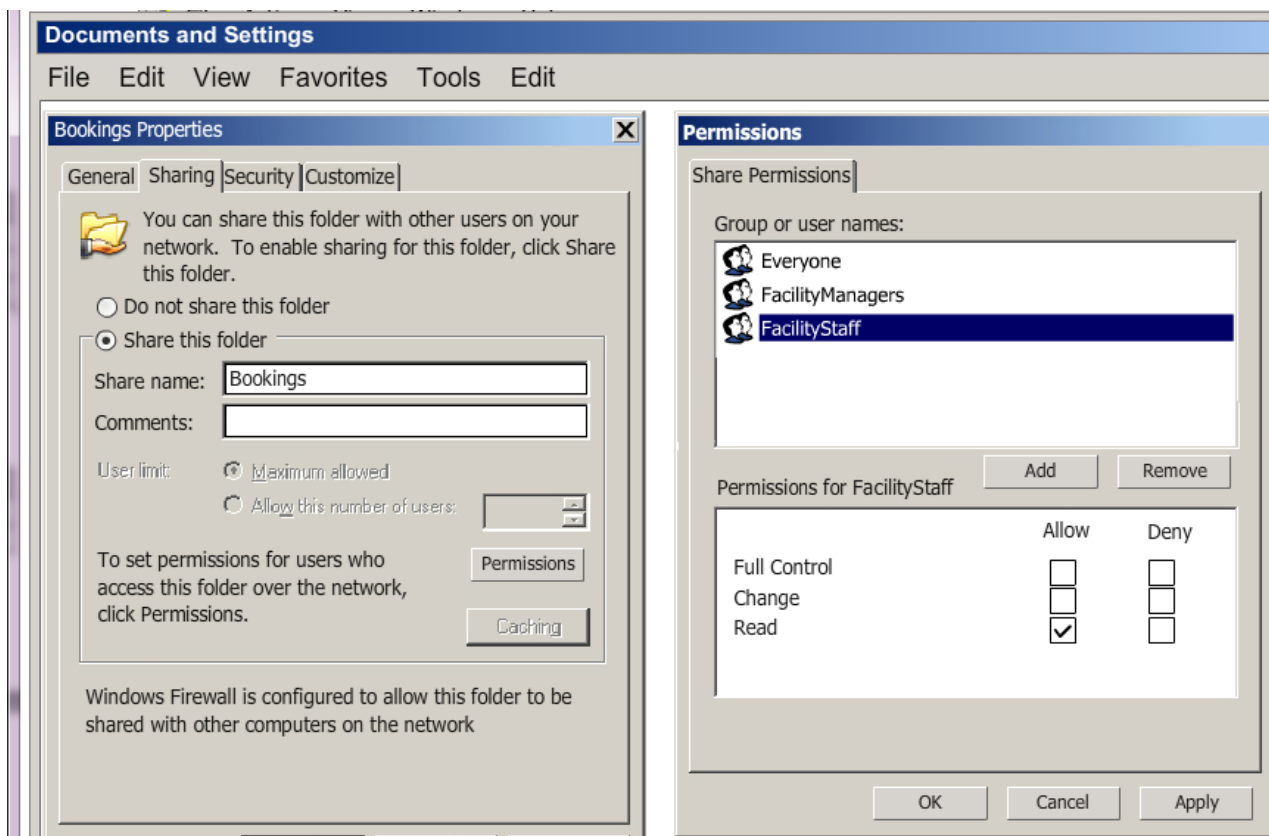 Documents and Settings
File Edit View Favorites Tools Edit
Bookings Properties
General Sharing Security Customize
You can share this folder with other users on your
network. To enable sharing for this folder, click Share
this folder.
Do not share this folder
Share this folder
Share name: Bookings
Comments:
User limit: Maximum allowed
Allow this number of users:
To set permissions for users who
access this folder over the network,
click Permissions.
Permissions
Caching
Windows Firewall is configured to allow this folder to be
shared with other computers on the network
Permissions
Share Permissions
Group or user names:
Everyone
FacilityManagers
FacilityStaff
Add Remove
Permissions for FacilityStaff
Allow Deny
Full Control
Change
Read
OK Cancel Apply